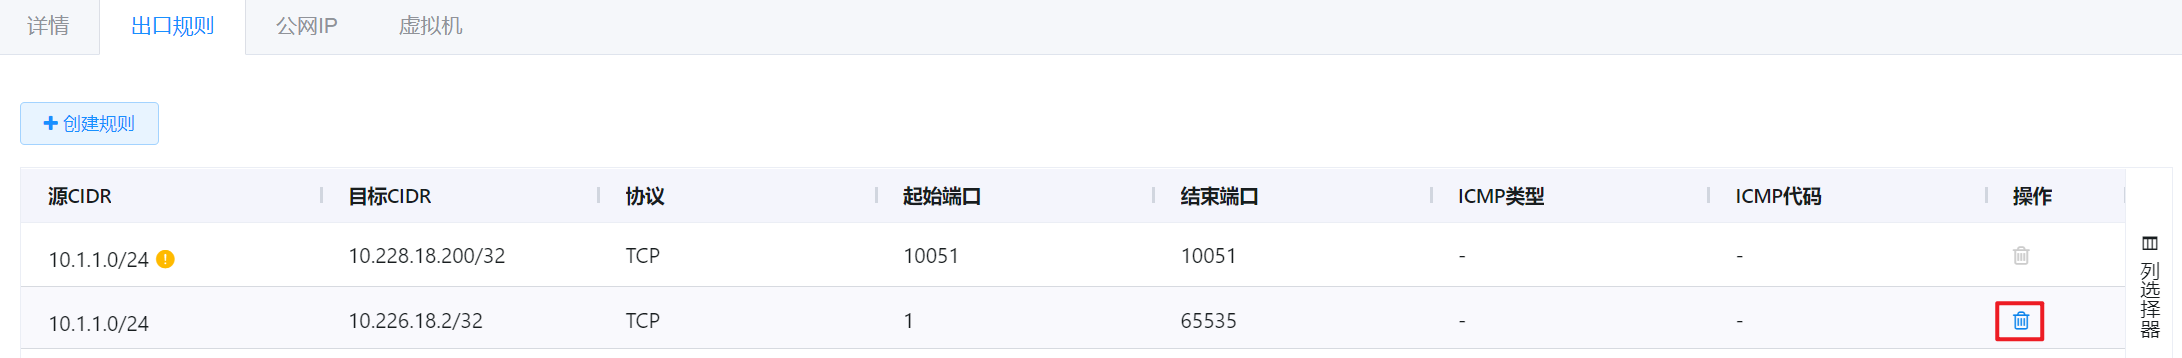 详情 出口规则 公网IP 虚拟机
创建规则
源CIDR 目标CIDR 协议 起始端口 结束端口 ICMP类型 ICMP代码 操作
10.1.1.0/24 10.228.18.200/32 TCP 10051 10051 - -
10.1.1.0/24 10.226.18.2/32 TCP 1 65535 - -
列选择器